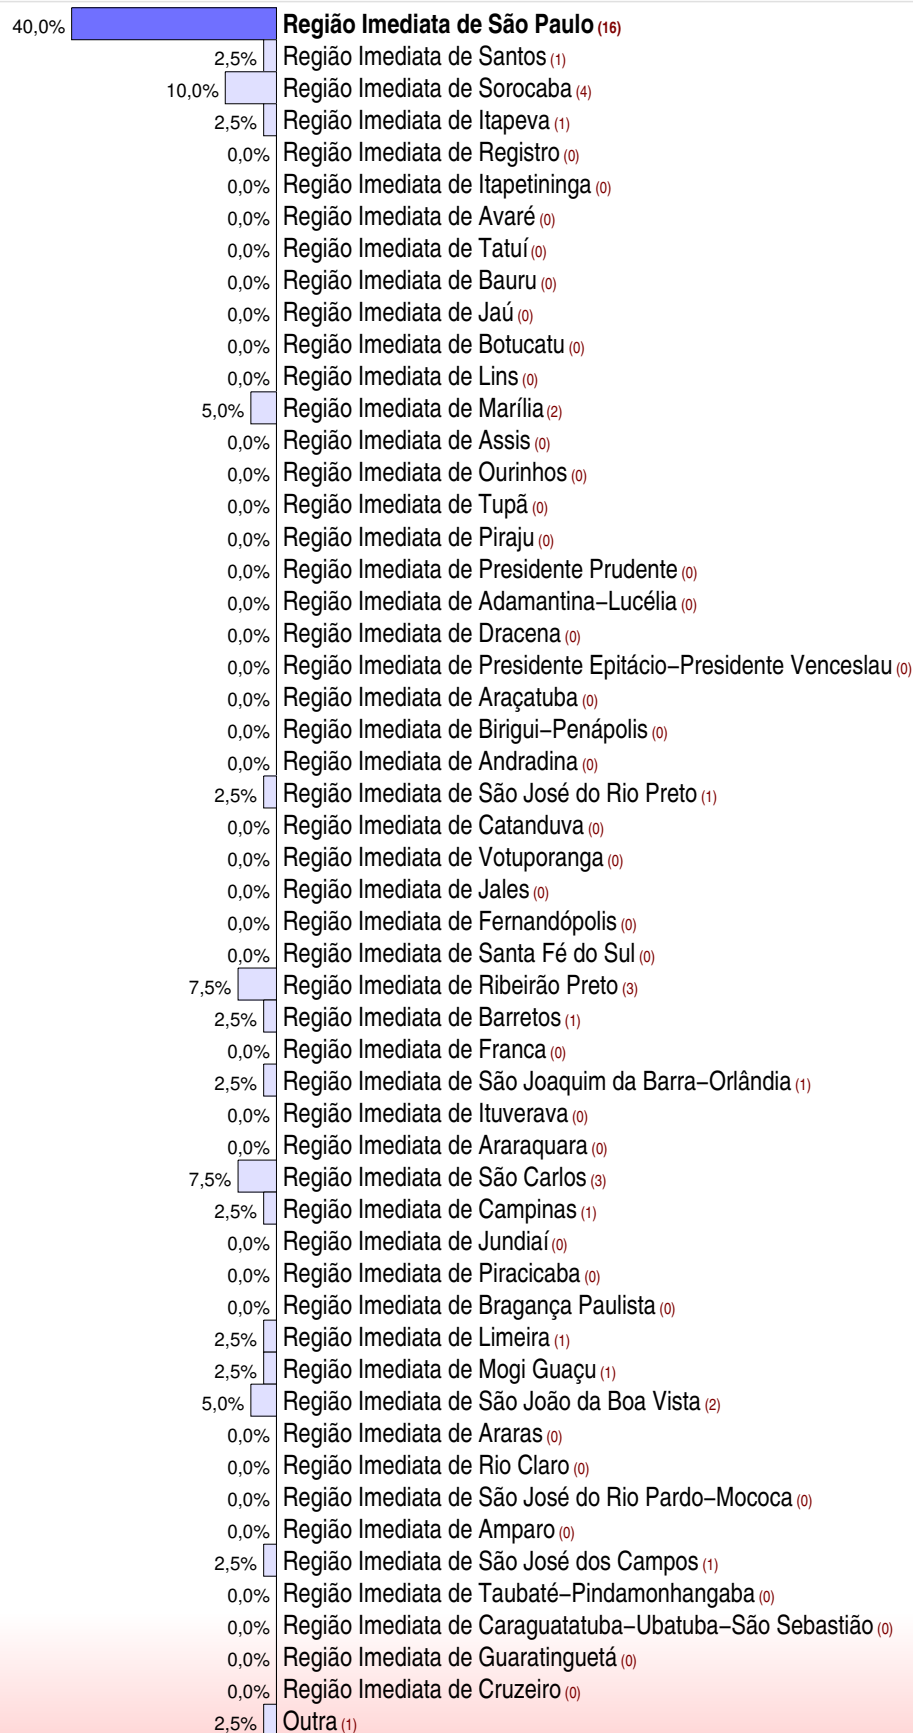 40,0% Região Imediata de São Paulo (16)
2,5% Região Imediata de Santos (1)
10,0% Região Imediata de Sorocaba (4)
2,5% Região Imediata de Itapeva (1)
0,0% Região Imediata de Registro (0)
0,0% Região Imediata de Itapetininga (0)
0,0% Região Imediata de Avaré (0)
0,0% Região Imediata de Tatuí (0)
0,0% Região Imediata de Bauru (0)
0,0% Região Imediata de Jaú (0)
0,0% Região Imediata de Botucatu (0)
0,0% Região Imediata de Lins (0)
5,0% Região Imediata de Marília (2)
0,0% Região Imediata de Assis (0)
0,0% Região Imediata de Ourinhos (0)
0,0% Região Imediata de Tupã (0)
0,0% Região Imediata de Piraju (0)
0,0% Região Imediata de Presidente Prudente (0)
0,0% Região Imediata de Adamantina−Lucélia (0)
0,0% Região Imediata de Dracena (0)
0,0% Região Imediata de Presidente Epitácio−Presidente Venceslau (0)
0,0% Região Imediata de Araçatuba (0)
0,0% Região Imediata de Birigui−Penápolis (0)
0,0% Região Imediata de Andradina (0)
2,5% Região Imediata de São José do Rio Preto (1)
0,0% Região Imediata de Catanduva (0)
0,0% Região Imediata de Votuporanga (0)
0,0% Região Imediata de Jales (0)
0,0% Região Imediata de Fernandópolis (0)
0,0% Região Imediata de Santa Fé do Sul (0)
7,5% Região Imediata de Ribeirão Preto (3)
2,5% Região Imediata de Barretos (1)
0,0% Região Imediata de Franca (0)
2,5% Região Imediata de São Joaquim da Barra−Orlândia (1)
0,0% Região Imediata de Ituverava (0)
0,0% Região Imediata de Araraquara (0)
7,5% Região Imediata de São Carlos (3)
2,5% Região Imediata de Campinas (1)
0,0% Região Imediata de Jundiaí (0)
0,0% Região Imediata de Piracicaba (0)
0,0% Região Imediata de Bragança Paulista (0)
2,5% Região Imediata de Limeira (1)
2,5% Região Imediata de Mogi Guaçu (1)
5,0% Região Imediata de São João da Boa Vista (2)
0,0% Região Imediata de Araras (0)
0,0% Região Imediata de Rio Claro (0)
0,0% Região Imediata de São José do Rio Pardo−Mococa (0)
0,0% Região Imediata de Amparo (0)
2,5% Região Imediata de São José dos Campos (1)
0,0% Região Imediata de Taubaté−Pindamonhangaba (0)
0,0% Região Imediata de Caraguatatuba−Ubatuba−São Sebastião (0)
0,0% Região Imediata de Guaratinguetá (0)
0,0% Região Imediata de Cruzeiro (0)
2,5% Outra (1)